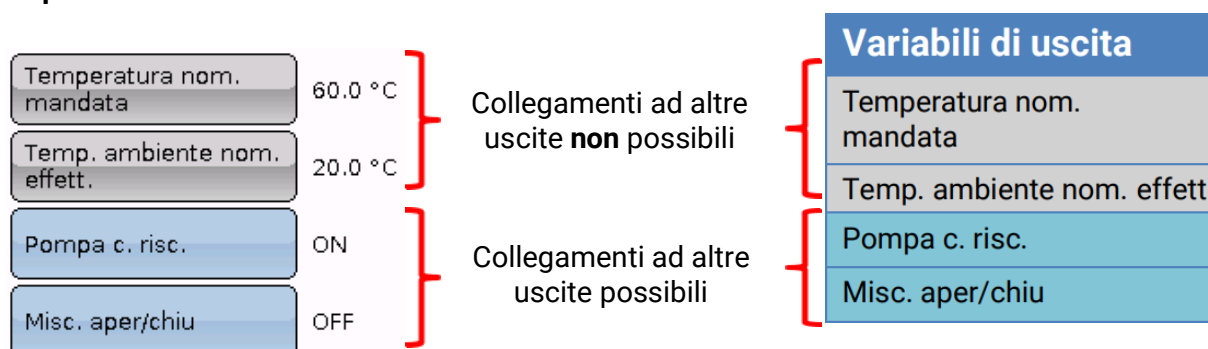 Temperatura nom.
mandata
60.0 °C
Temp. ambiente nom.
effett.
20.0 °C
Pompa c. risc.
ON
Misc. aper/chiu
OFF
Collegamenti ad altre
uscite non possibili
Collegamenti ad altre
uscite possibili
Variabili di uscita
Temperatura nom.
mandata
Temp. ambiente nom. effett
Pompa c. risc.
Misc. aper/chiu